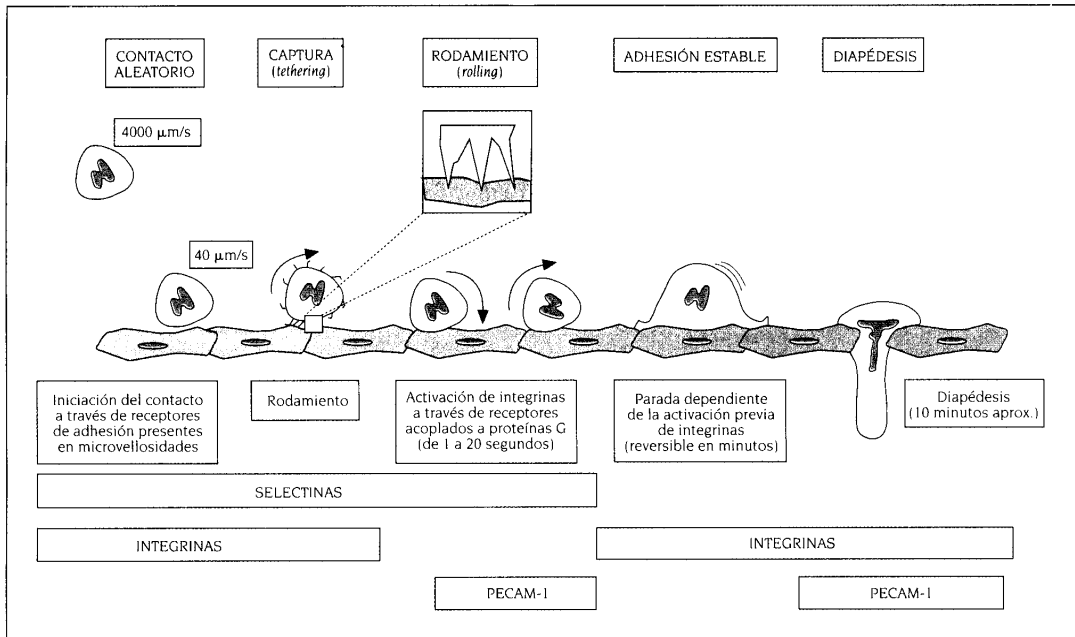 CONTACTO
ALEATORIO
CAPTURA
(tethering)
RODAMIENTO
(rolling)
ADHESIÓN ESTABLE
DIAPÉDESIS
4000 µm/s
40 µm/s
Iniciación del contacto
a través de receptores
de adhesión presentes
en microvellosidades
Rodamiento
Activación de integrinas
a través de receptores
acoplados a proteínas G
(de 1 a 20 segundos)
Parada dependiente
de la activación previa
de integrinas
(reversible en minutos)
Diapédesis
(10 minutos aprox.)
SELECTINAS
INTEGRINAS
INTEGRINAS
PECAM-1
PECAM-1